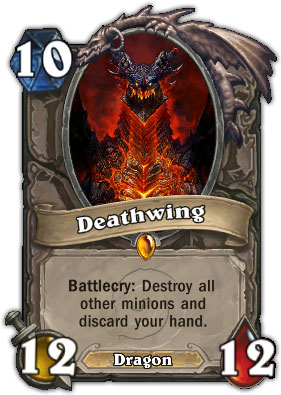 10
Deathwing
Battlecry: Destroy all
other minions and
discard your hand.
12
Dragon
12